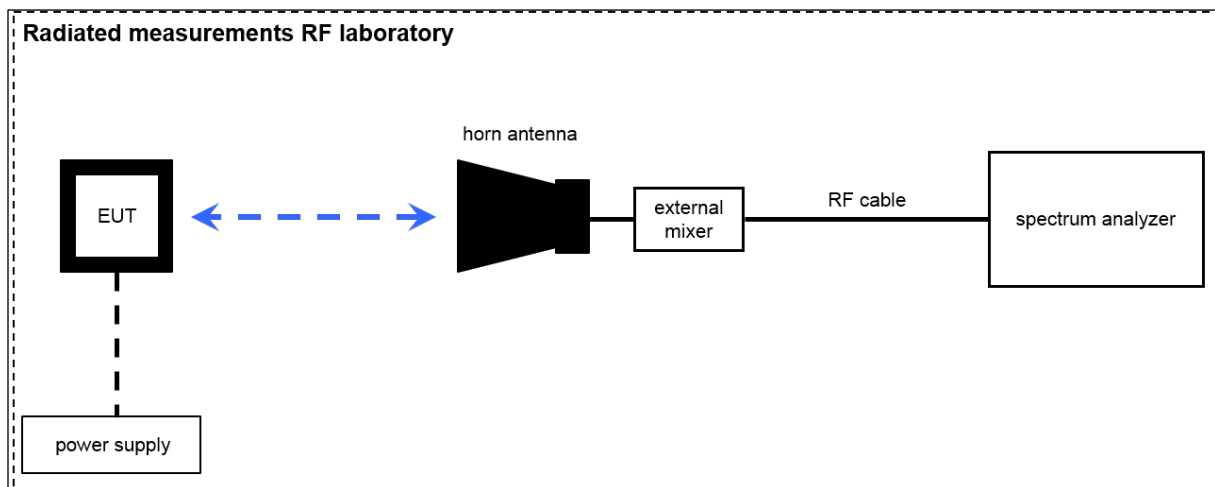 Radiated measurements RF laboratory
horn antenna
EUT
external
mixer
RF cable
spectrum analyzer
power supply